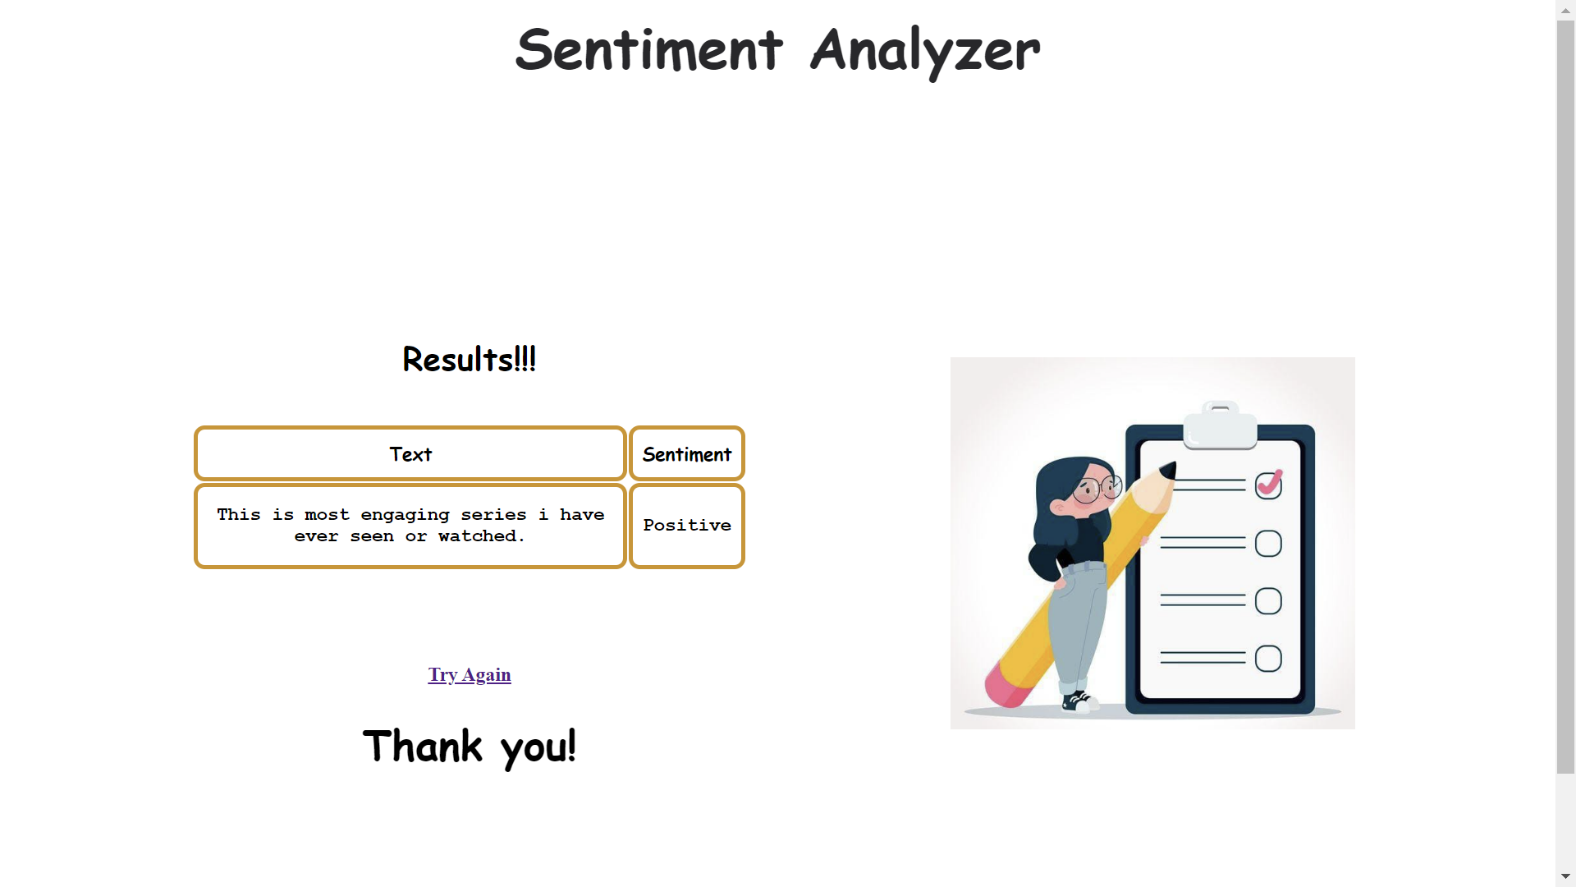 Sentiment Analyzer
Results!!!
Text Sentiment
This is most engaging series i have
ever seen or watched.
Positive
Try Again
Thank you!